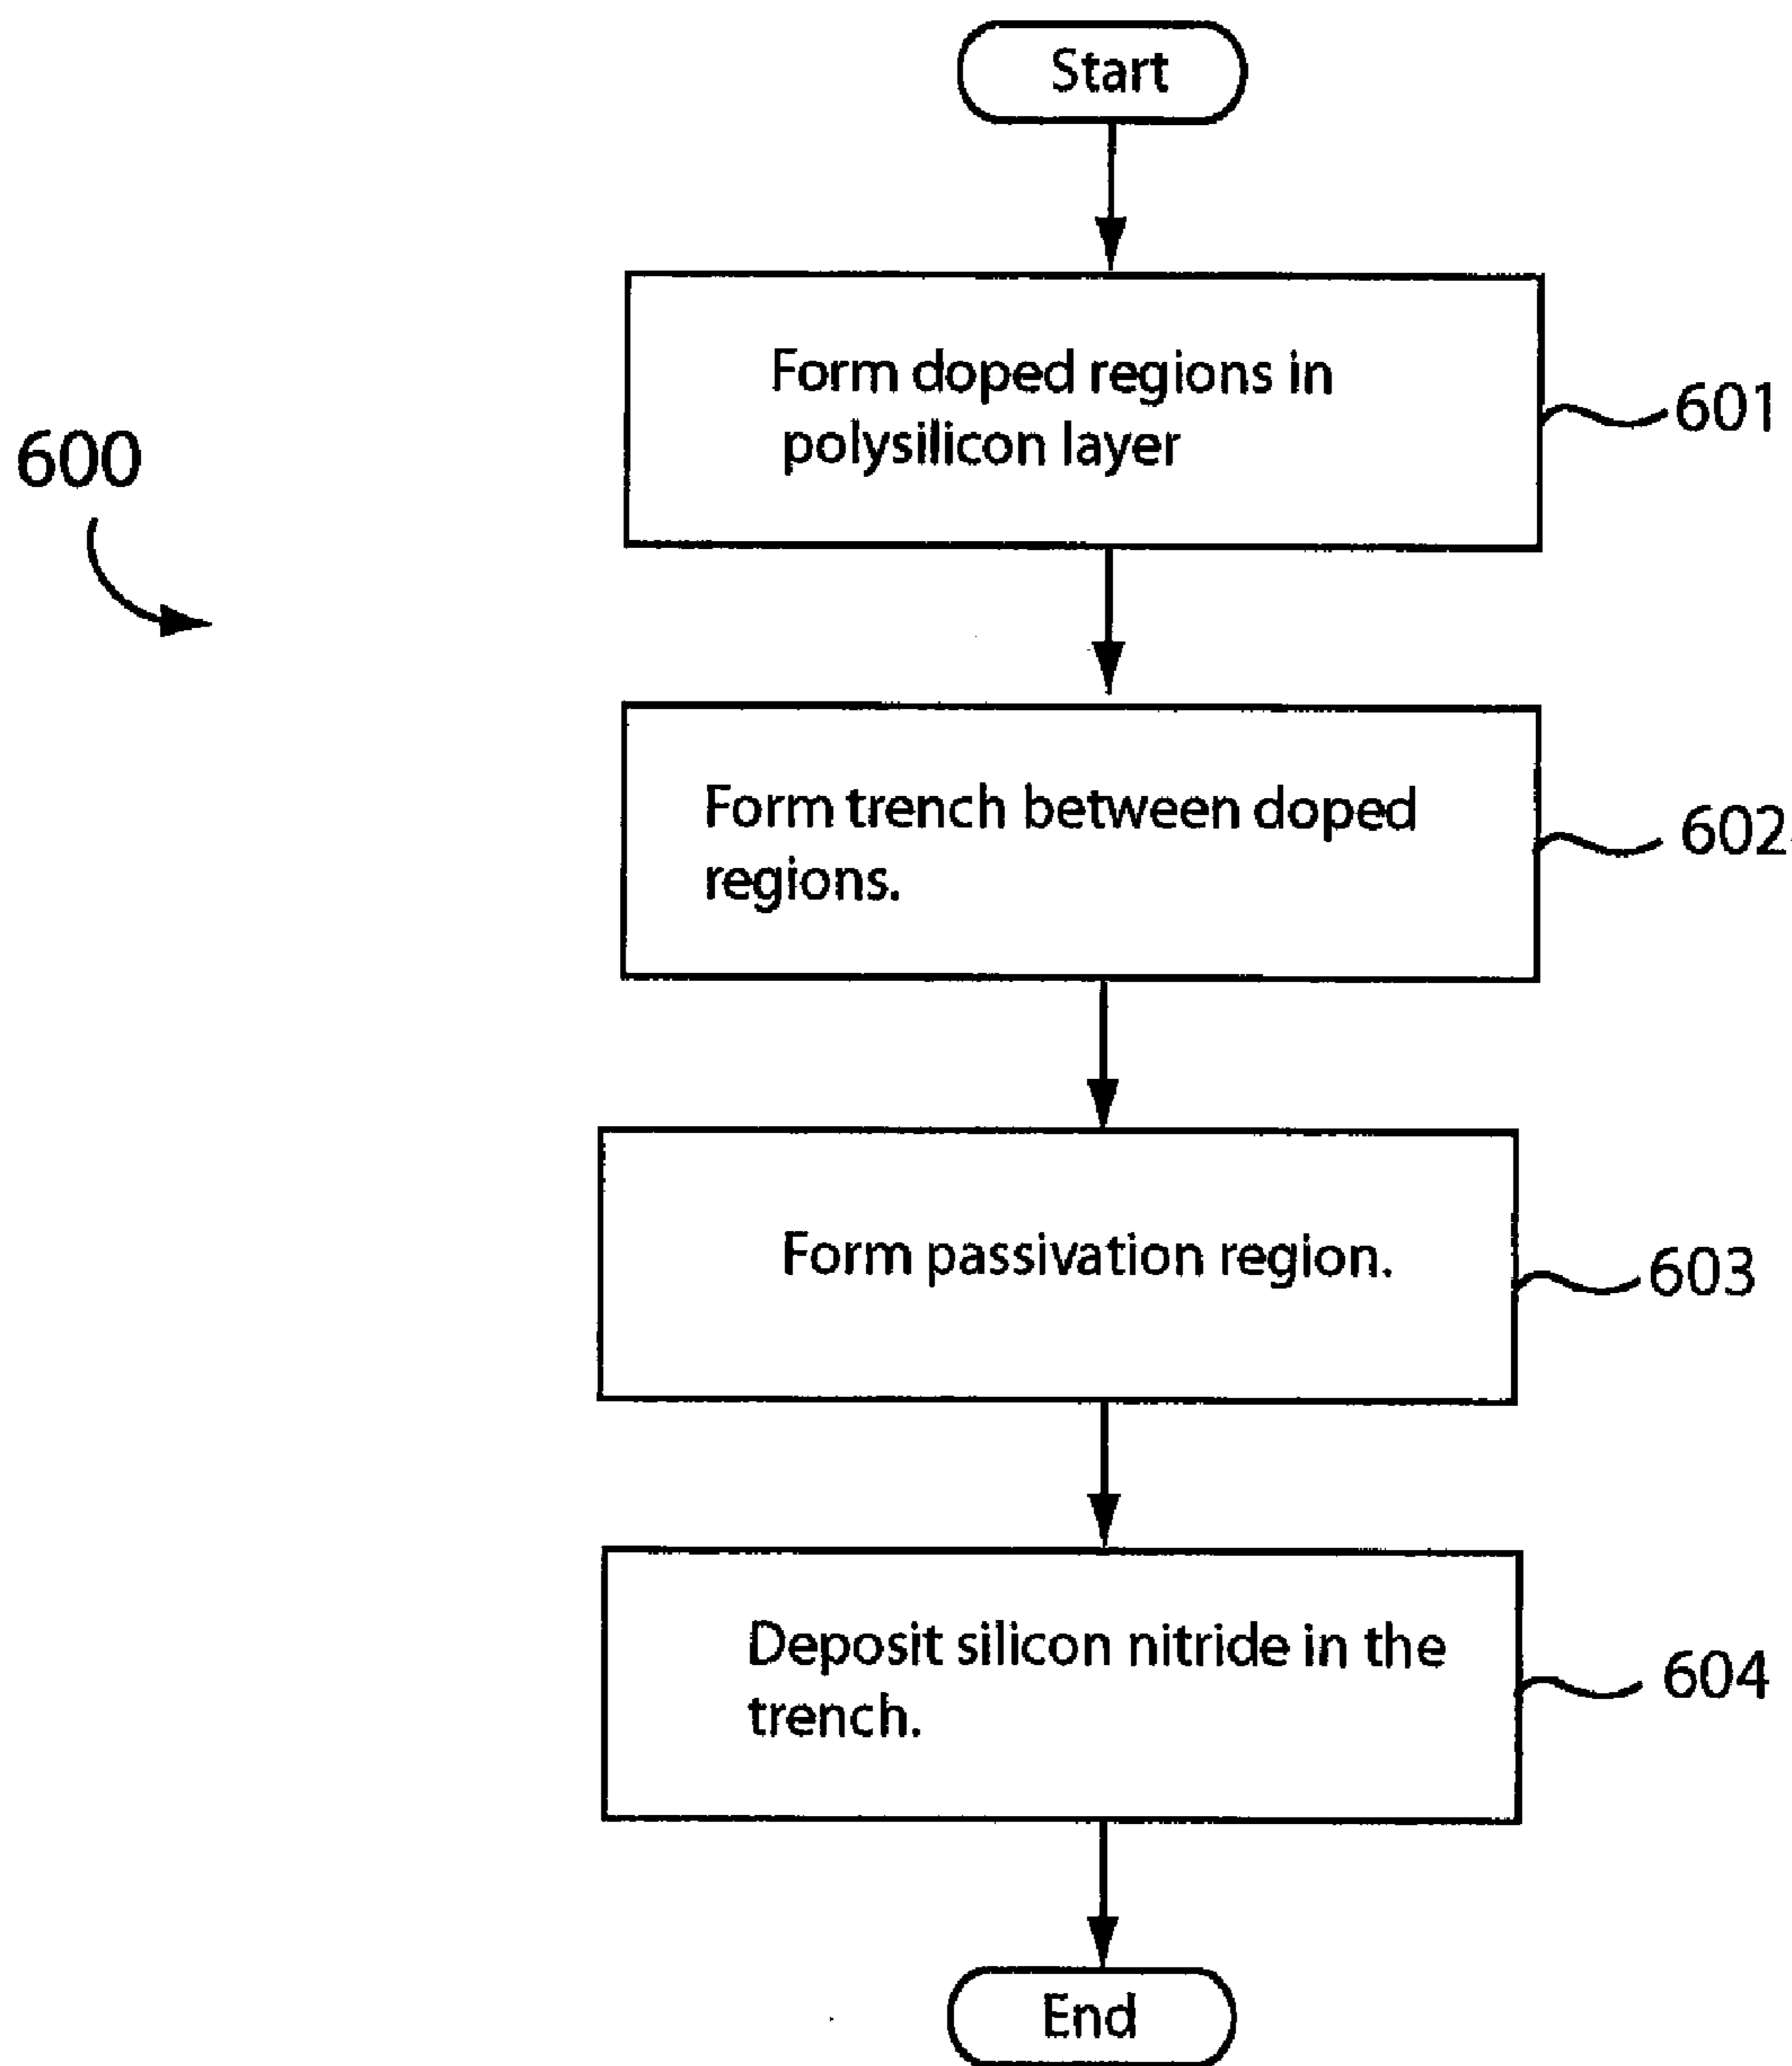 Start
Form doped regions in
polysilicon layer
601
600
Form trench between doped
regions.
602
Form passivation region.
603
Deposit silicon nitride in the
trench.
604
End